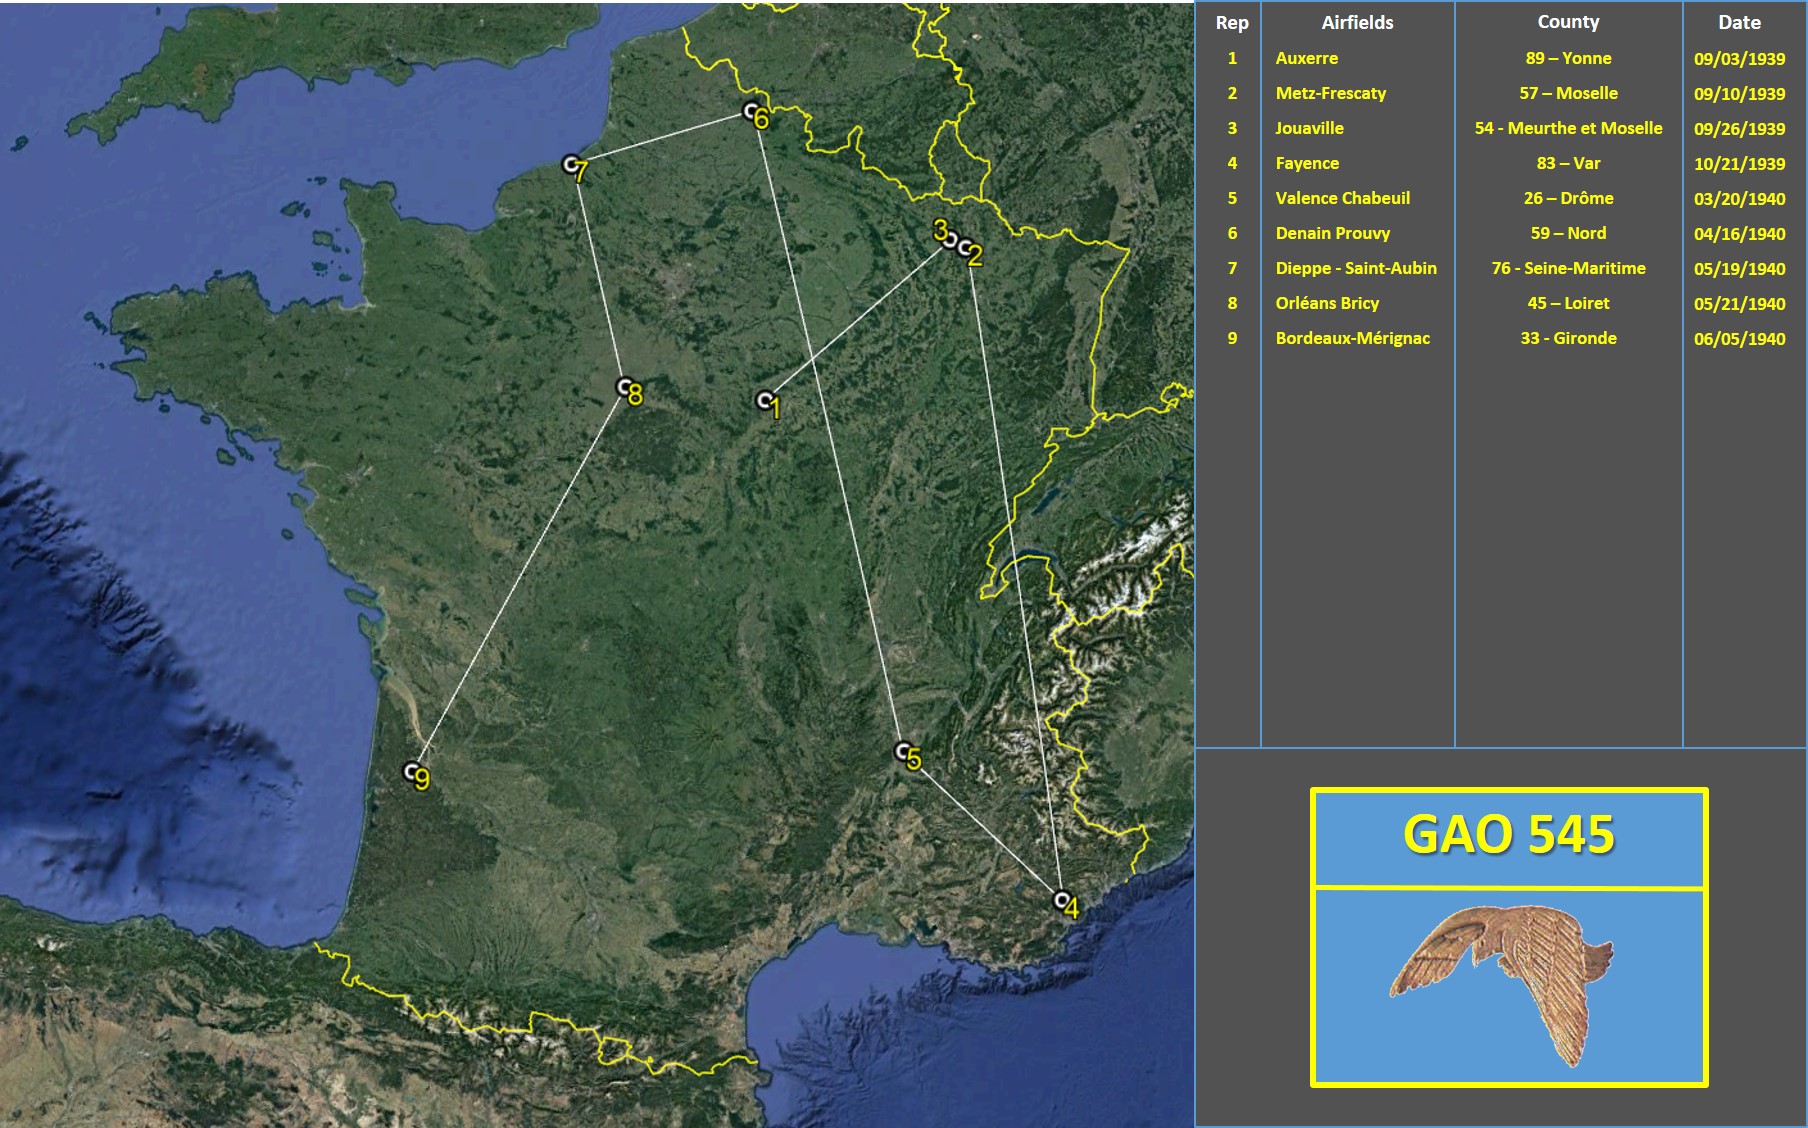 Rep Airfields County Date
1 Auxerre 89 – Yonne 09/03/1939
2 Metz-Frescaty 57 – Moselle 09/10/1939
3 Jouaville 54 - Meurthe et Moselle 09/26/1939
4 Fayence 83 – Var 10/21/1939
5 Valence Chabeuil 26 – Drôme 03/20/1940
6 Denain Prouvy 59 – Nord 04/16/1940
7 Dieppe - Saint-Aubin 76 - Seine-Maritime 05/19/1940
8 Orléans Bricy 45 – Loiret 05/21/1940
9 Bordeaux-Mérignac 33 - Gironde 06/05/1940
6
7
3
2
8
1
5
9
4
GAO 545